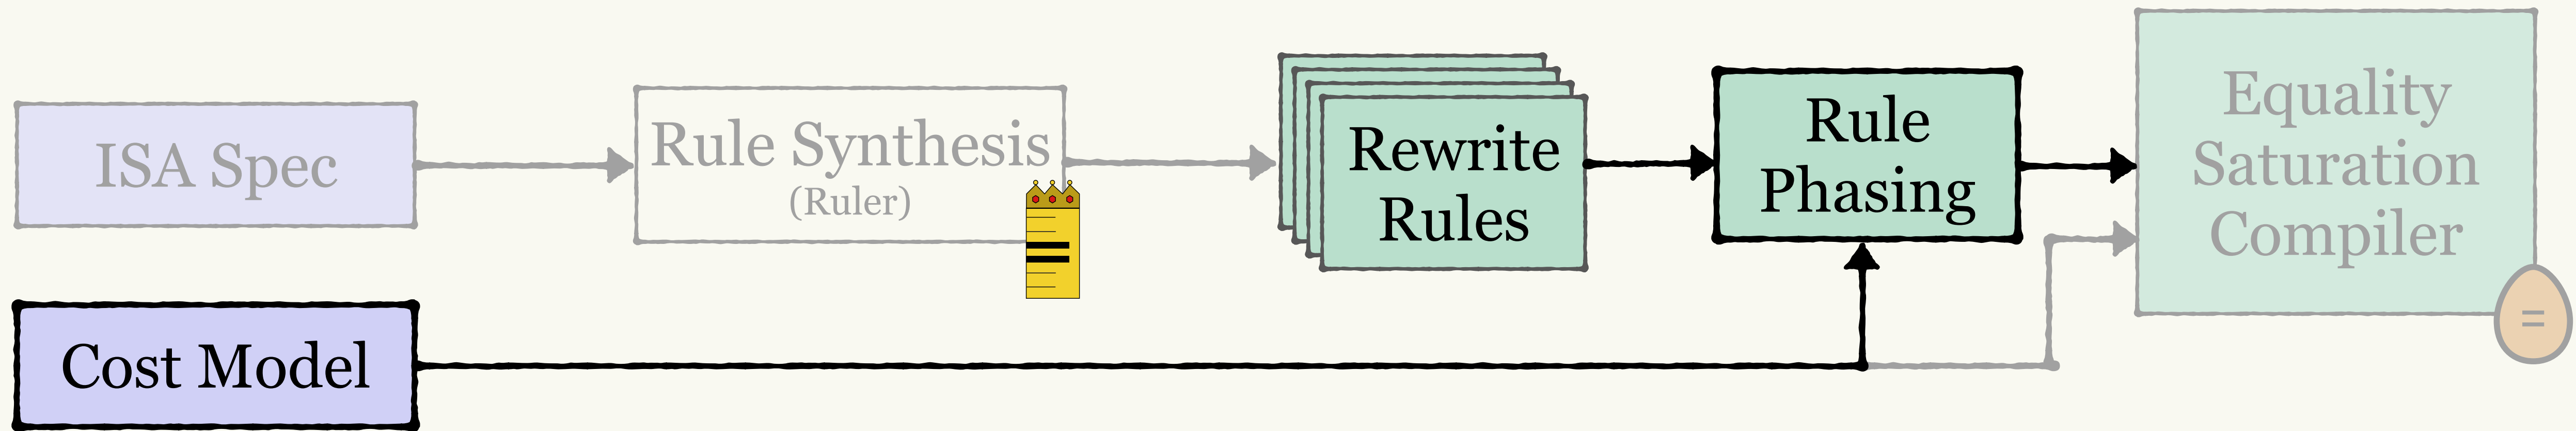 ISA Spec
Rule Synthesis
(Ruler)
Rewrite
Rules
Rule
Phasing
Equality
Saturation
Compiler
=
Cost Model